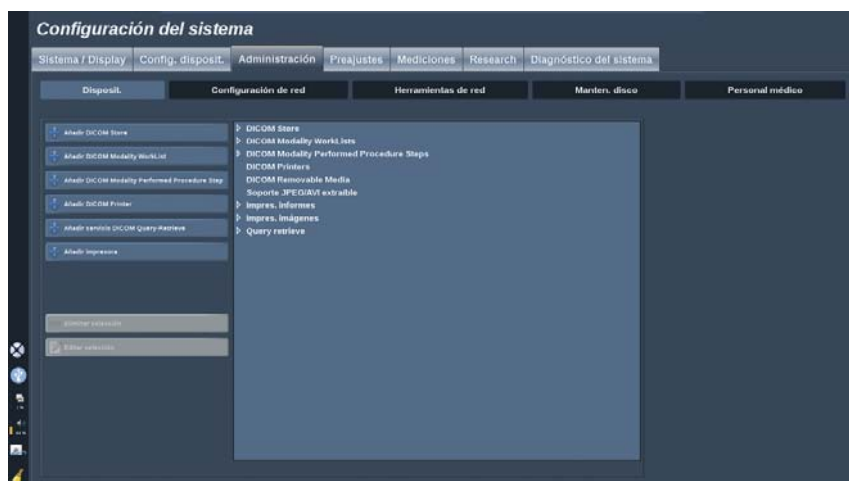 Configuración del sistema
Sistema / Display Config. disposit. Administración Preajustes Mediciones Research Diagnóstico del sistema
Disposit. Configuración de red Herramientas de red Manten. disco Personal médico
Añadir DICOM Store
Añadir DICOM Modality WorkList
Añadir DICOM Modality Performed Procedure Step
Añadir DICOM Printer
Añadir servicio DICOM Query-Retrieve
Añadir impresora
Eliminar selección
Editar selección
DICOM Store
DICOM Modality WorkLists
DICOM Modality Performed Procedure Steps
DICOM Printers
DICOM Removable Media
Soporte JPEG/AVI extraible
Impres. informes
Impres. imágenes
Query retrieve